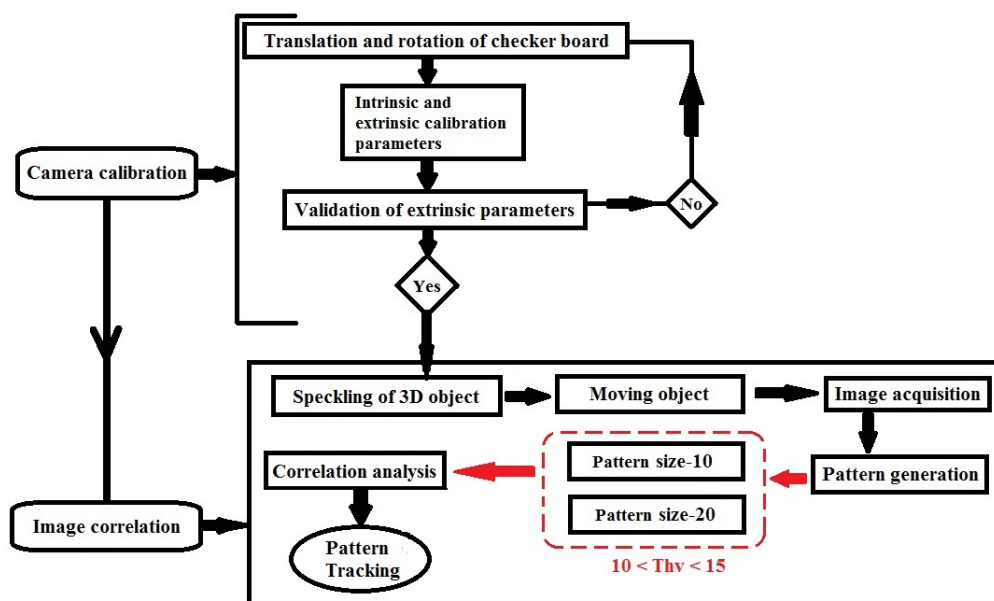 Translation and rotation of checker board
Intrinsic and
extrinsic calibration
parameters
Camera calibration
Validation of extrinsic parameters
No
Yes
Speckling of 3D object
Moving object
Image acquisition
Correlation analysis
Pattern size-10
Pattern generation
Pattern size-20
Image correlation
Pattern
Tracking
10 < Thv < 15